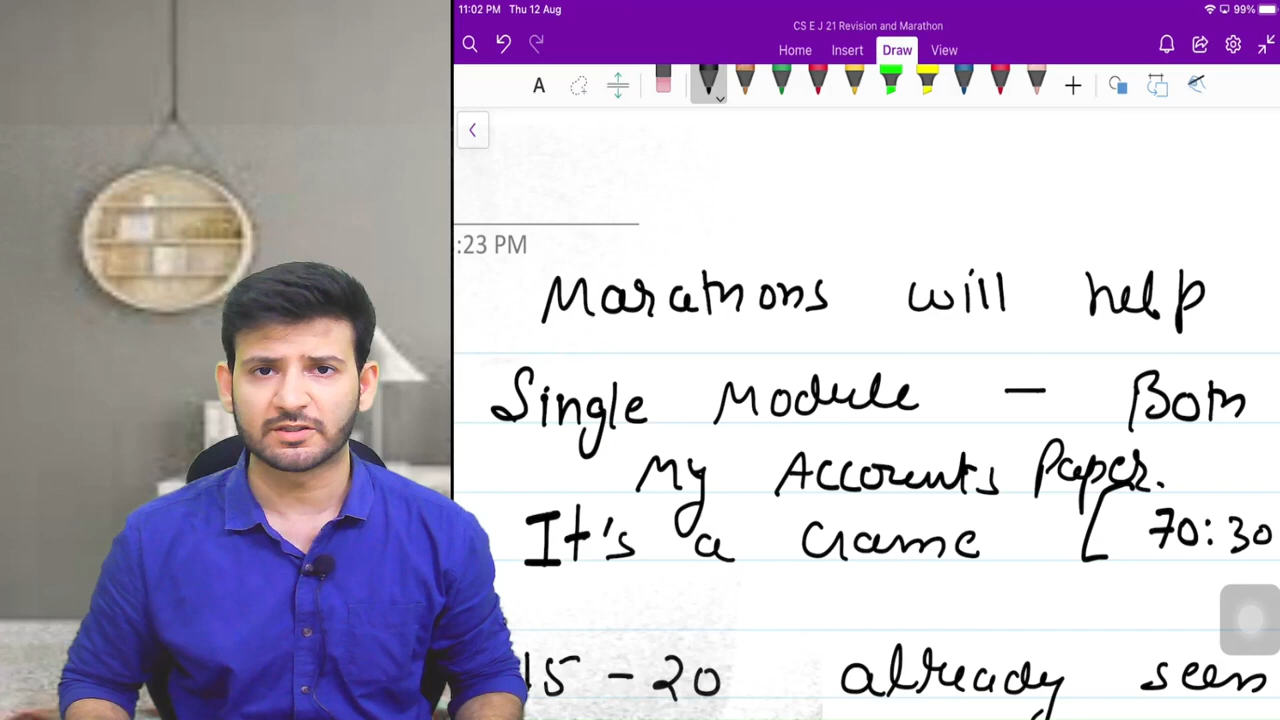 11:02 PM Thu 12 Aug
99%
CS E J 21 Revision and Marathon
Home Insert Draw View
A
:23 PM
Marathons will help
Single Module - Both
My Accounts Paper.
It's a Game [ 70:30
15 - 20 already seen